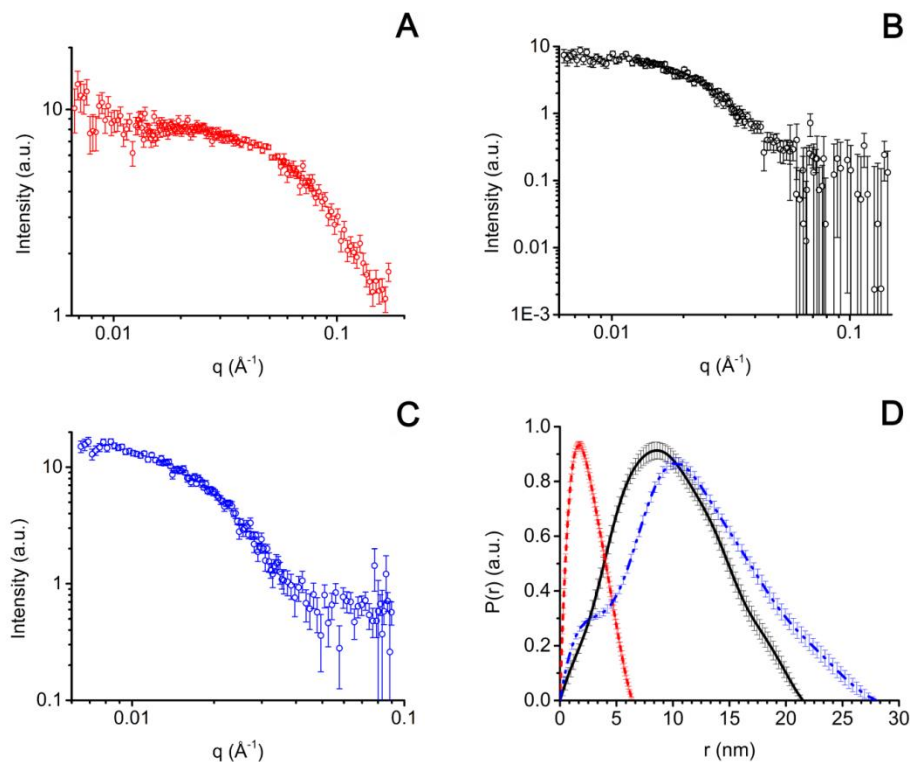 A
Intensity (a.u.)
10
1
0.01
0.1
q (Å⁻¹)
B
Intensity (a.u.)
10
1
0.1
0.01
1E-3
0.01
0.1
q (Å⁻¹)
C
Intensity (a.u.)
10
1
0.1
0.01
0.1
q (Å⁻¹)
D
P(r) (a.u.)
1.0
0.8
0.6
0.4
0.2
0.0
0 5 10 15 20 25 30
r (nm)